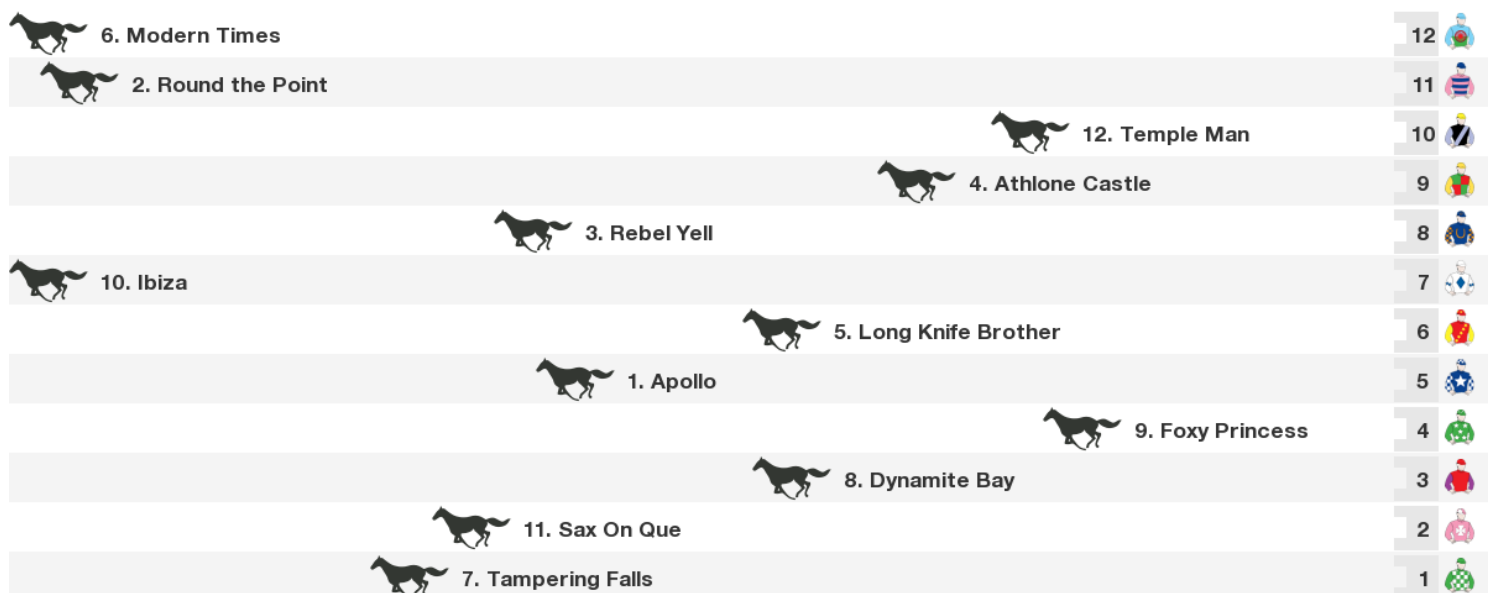 6. Modern Times 12
2. Round the Point 11
12. Temple Man 10
4. Athlone Castle 9
3. Rebel Yell 8
10. Ibiza 7
5. Long Knife Brother 6
1. Apollo 5
9. Foxy Princess 4
8. Dynamite Bay 3
11. Sax On Que 2
7. Tampering Falls 1